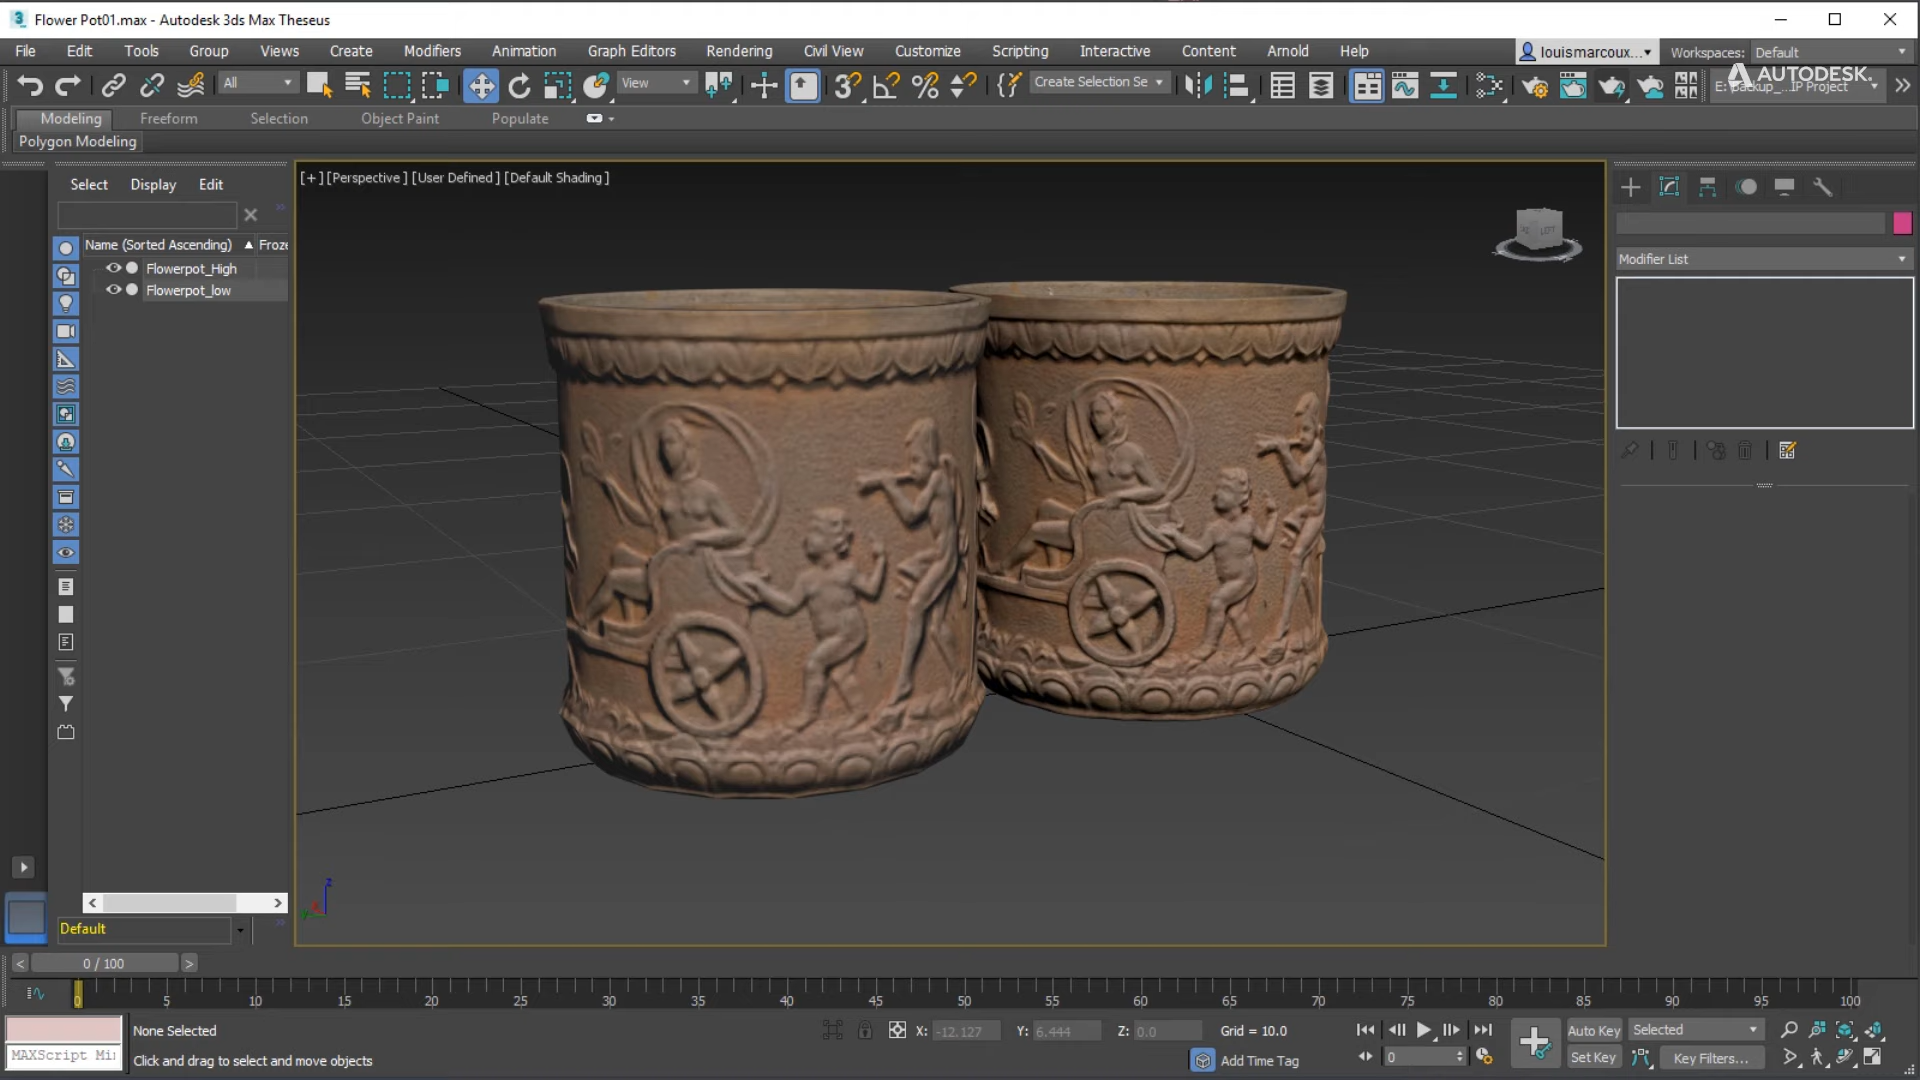 Flower Pot01.max - Autodesk 3ds Max Theseus
File Edit Tools Group Views Create Modifiers Animation Graph Editors Rendering Civil View Customize Scripting Interactive Content Arnold Help
louismarcoux... Workspaces: Default
All View Create Selection Se
AUTODESK.
Modeling Freeform Selection Object Paint Populate
Polygon Modeling
Select Display Edit
Name (Sorted Ascending) Froze
Flowerpot_High
Flowerpot_low
[+] [Perspective ] [User Defined ] [Default Shading ]
LEFT
Modifier List
z
Default
0 / 100
0 5 10 15 20 25 30 35 40 45 50 55 60 65 70 75 80 85 90 95 100
None Selected
MAXScript Mi
Click and drag to select and move objects
X: -12.127 Y: 6.444 Z: 0.0 Grid = 10.0
Add Time Tag
0
Auto Key Selected
Set Key Key Filters...